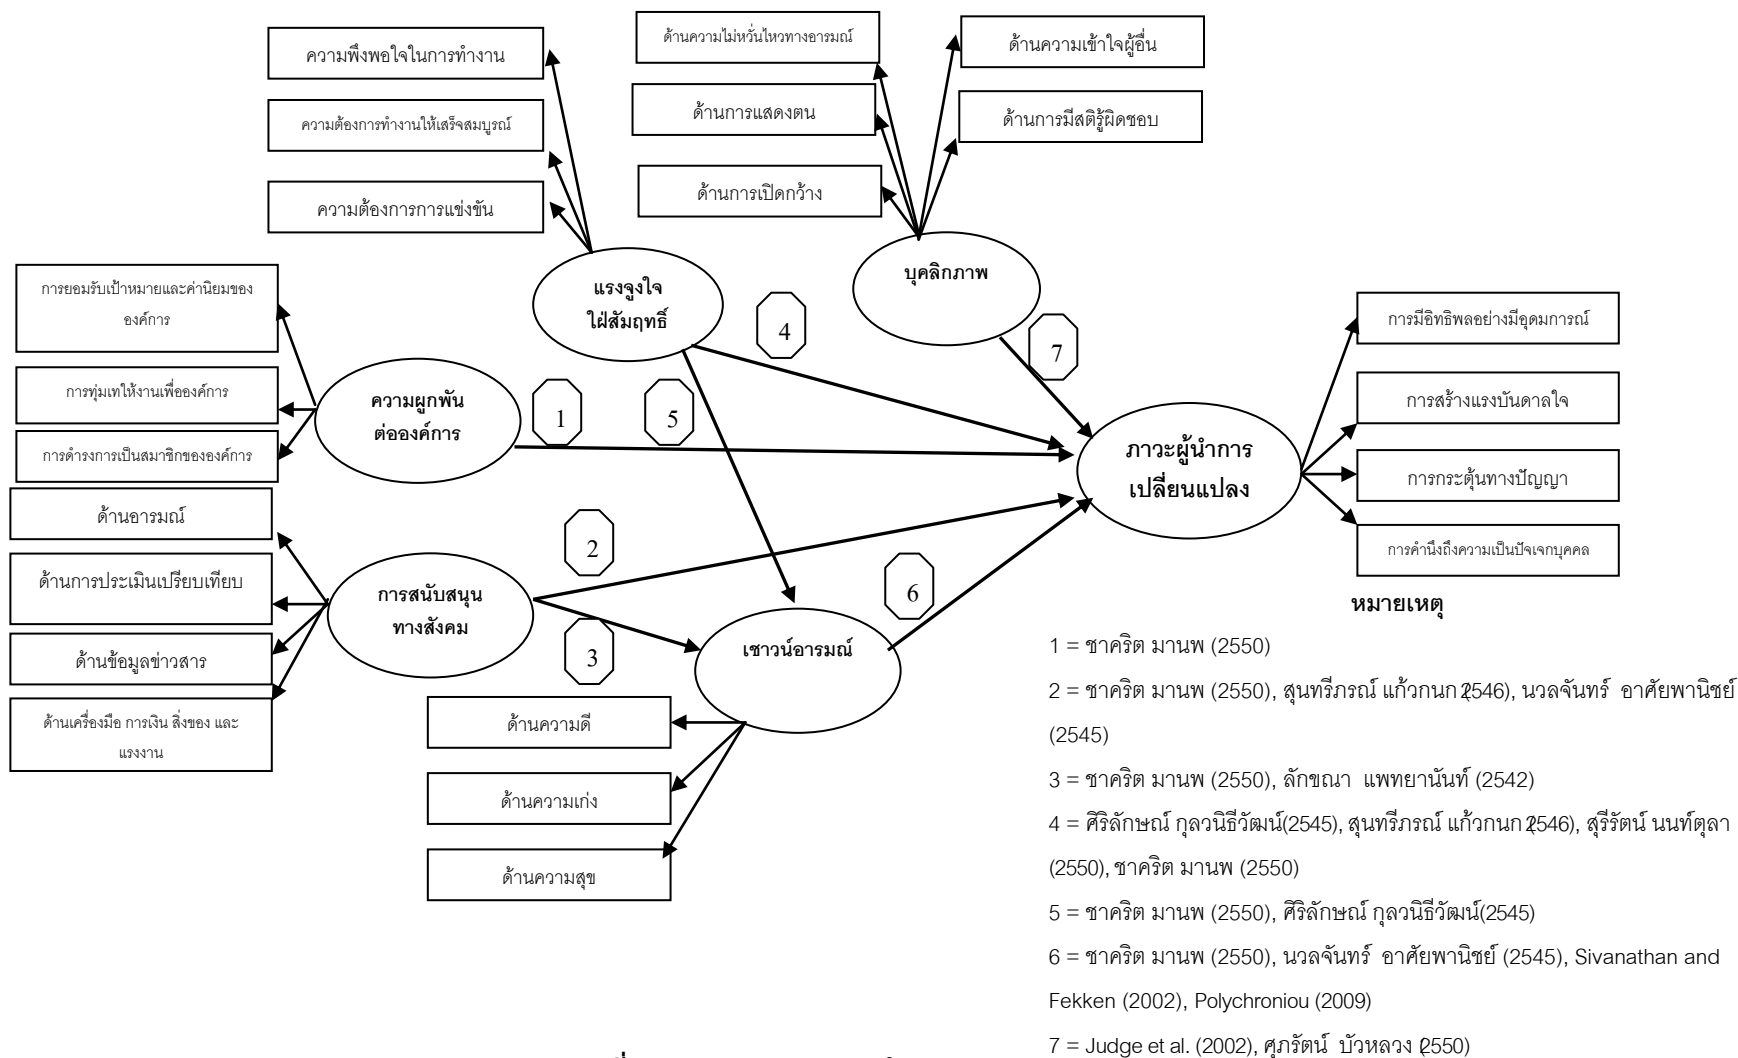 ความพึงพอใจในการทำงาน
ความต้องการทำงานให้เสร็จสมบูรณ์
ความต้องการการแข่งขัน
ด้านความไม่หวั่นไหวทางอารมณ์
ด้านการแสดงตน
ด้านการเปิดกว้าง
ด้านความเข้าใจผู้อื่น
ด้านการมีสติรู้ผิดชอบ
แรงจูงใจ
ใฝ่สัมฤทธิ์
บุคลิกภาพ
การยอมรับเป้าหมายและค่านิยมของ
องค์การ
การทุ่มเทให้งานเพื่อองค์การ
การดำรงการเป็นสมาชิกขององค์การ
ความผูกพัน
ต่อองค์การ
1
5
4
7
ภาวะผู้นำการ
เปลี่ยนแปลง
การมีอิทธิพลอย่างมีอุดมการณ์
การสร้างแรงบันดาลใจ
การกระตุ้นทางปัญญา
การคำนึงถึงความเป็นปัจเจกบุคคล
ด้านอารมณ์
ด้านการประเมินเปรียบเทียบ
ด้านข้อมูลข่าวสาร
ด้านเครื่องมือ การเงิน สิ่งของ และ
แรงงาน
การสนับสนุน
ทางสังคม
2
3
6
เชาวน์อารมณ์
ด้านความดี
ด้านความเก่ง
ด้านความสุข
หมายเหตุ
1 = ชาคริต มานพ (2550)
2 = ชาคริต มานพ (2550), สุนทรีภรณ์ แก้วกนก (2546), นวลจันทร์ อาศัยพานิชย์
(2545)
3 = ชาคริต มานพ (2550), ลักขณา แพทยานันท์ (2542)
4 = ศิริลักษณ์ กุลวนิธีวัฒน์(2545), สุนทรีภรณ์ แก้วกนก (2546), สุรีรัตน์ นนท์ตุลา
(2550), ชาคริต มานพ (2550)
5 = ชาคริต มานพ (2550), ศิริลักษณ์ กุลวนิธีวัฒน์(2545)
6 = ชาคริต มานพ (2550), นวลจันทร์ อาศัยพานิชย์ (2545), Sivanathan and
Fekken (2002), Polychroniou (2009)
7 = Judge et al. (2002), ศุภรัตน์ บัวหลวง (2550)